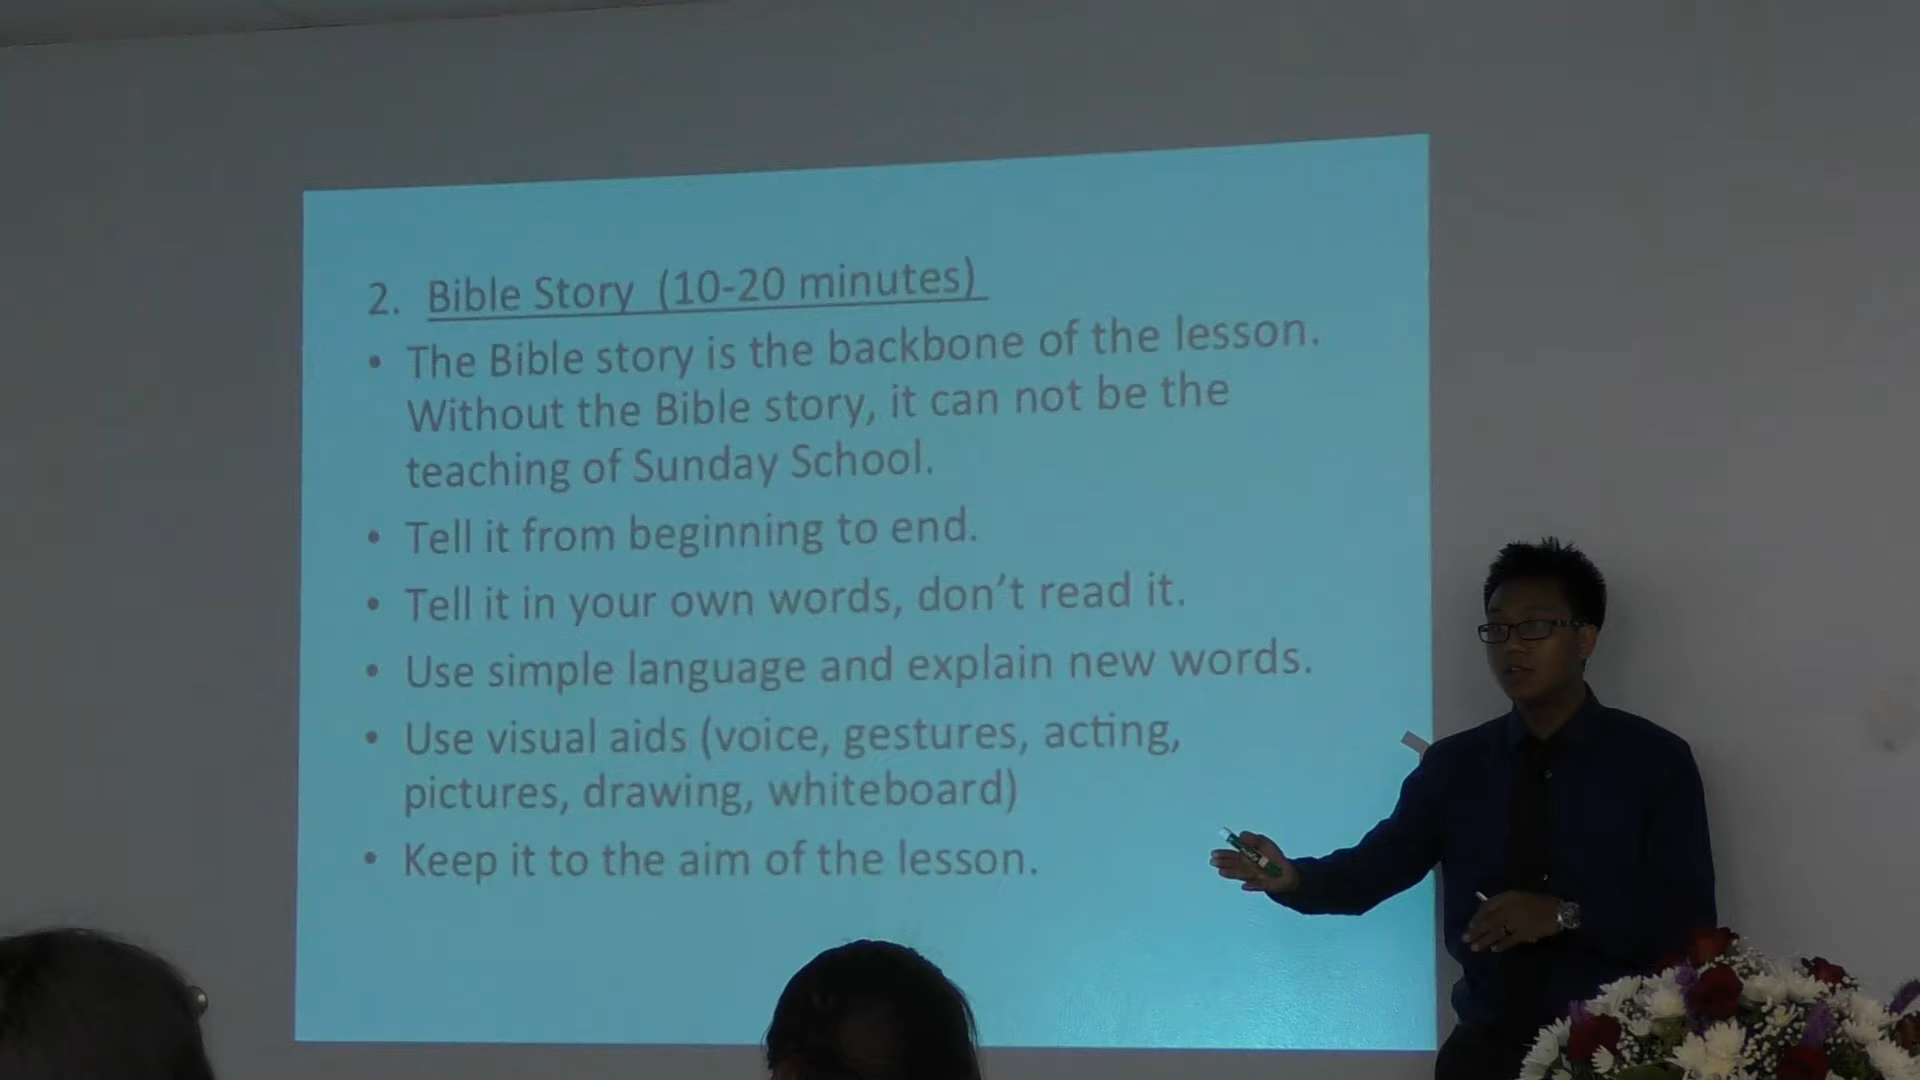 2. Bible Story (10-20 minutes)
• The Bible story is the backbone of the lesson.
Without the Bible story, it can not be the
teaching of Sunday School.
• Tell it from beginning to end.
• Tell it in your own words, don't read it.
• Use simple language and explain new words.
• Use visual aids (voice, gestures, acting,
pictures, drawing, whiteboard)
• Keep it to the aim of the lesson.